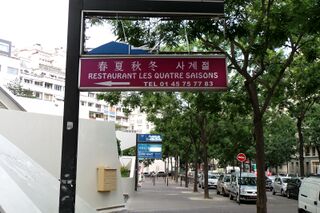 春夏秋冬 사계절
RESTAURANT LES QUATRE SAISONS
TEL 01 45 75 77 83